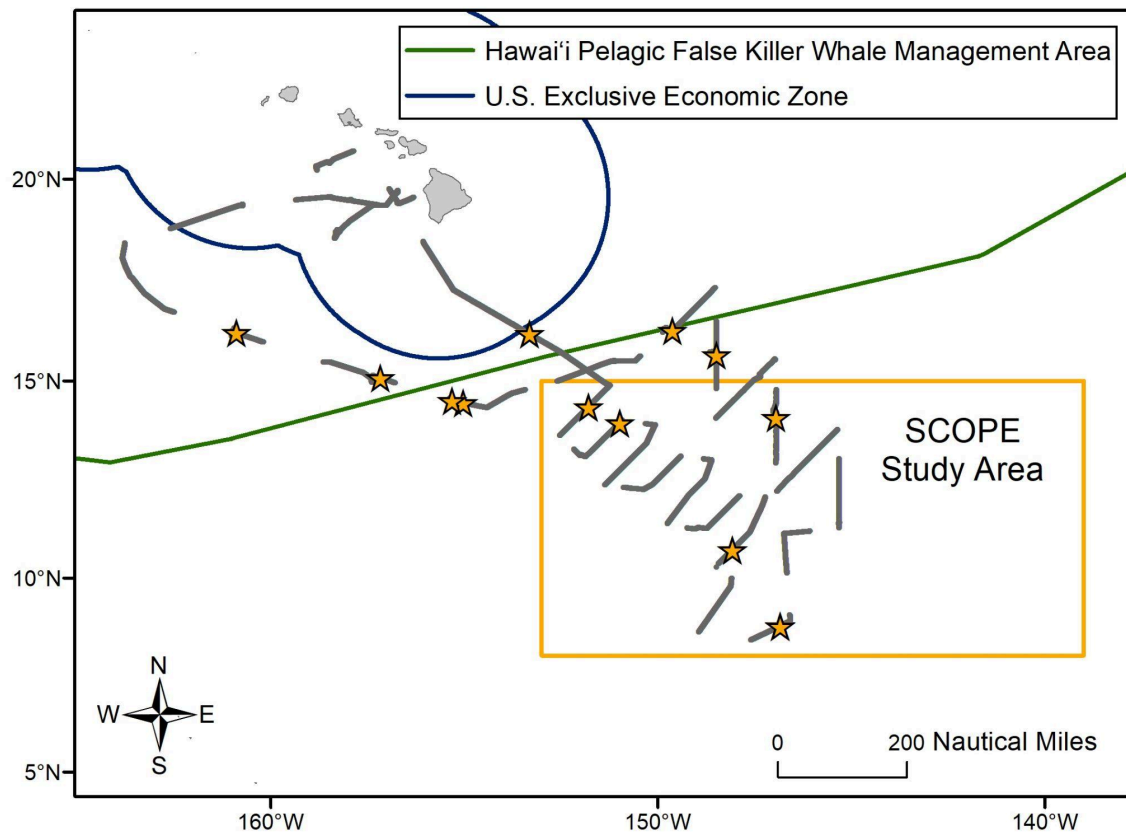 Hawai‘i Pelagic False Killer Whale Management Area
U.S. Exclusive Economic Zone
20°N
15°N
SCOPE
Study Area
10°N
N
W E
S
0 200 Nautical Miles
5°N
160°W 150°W 140°W